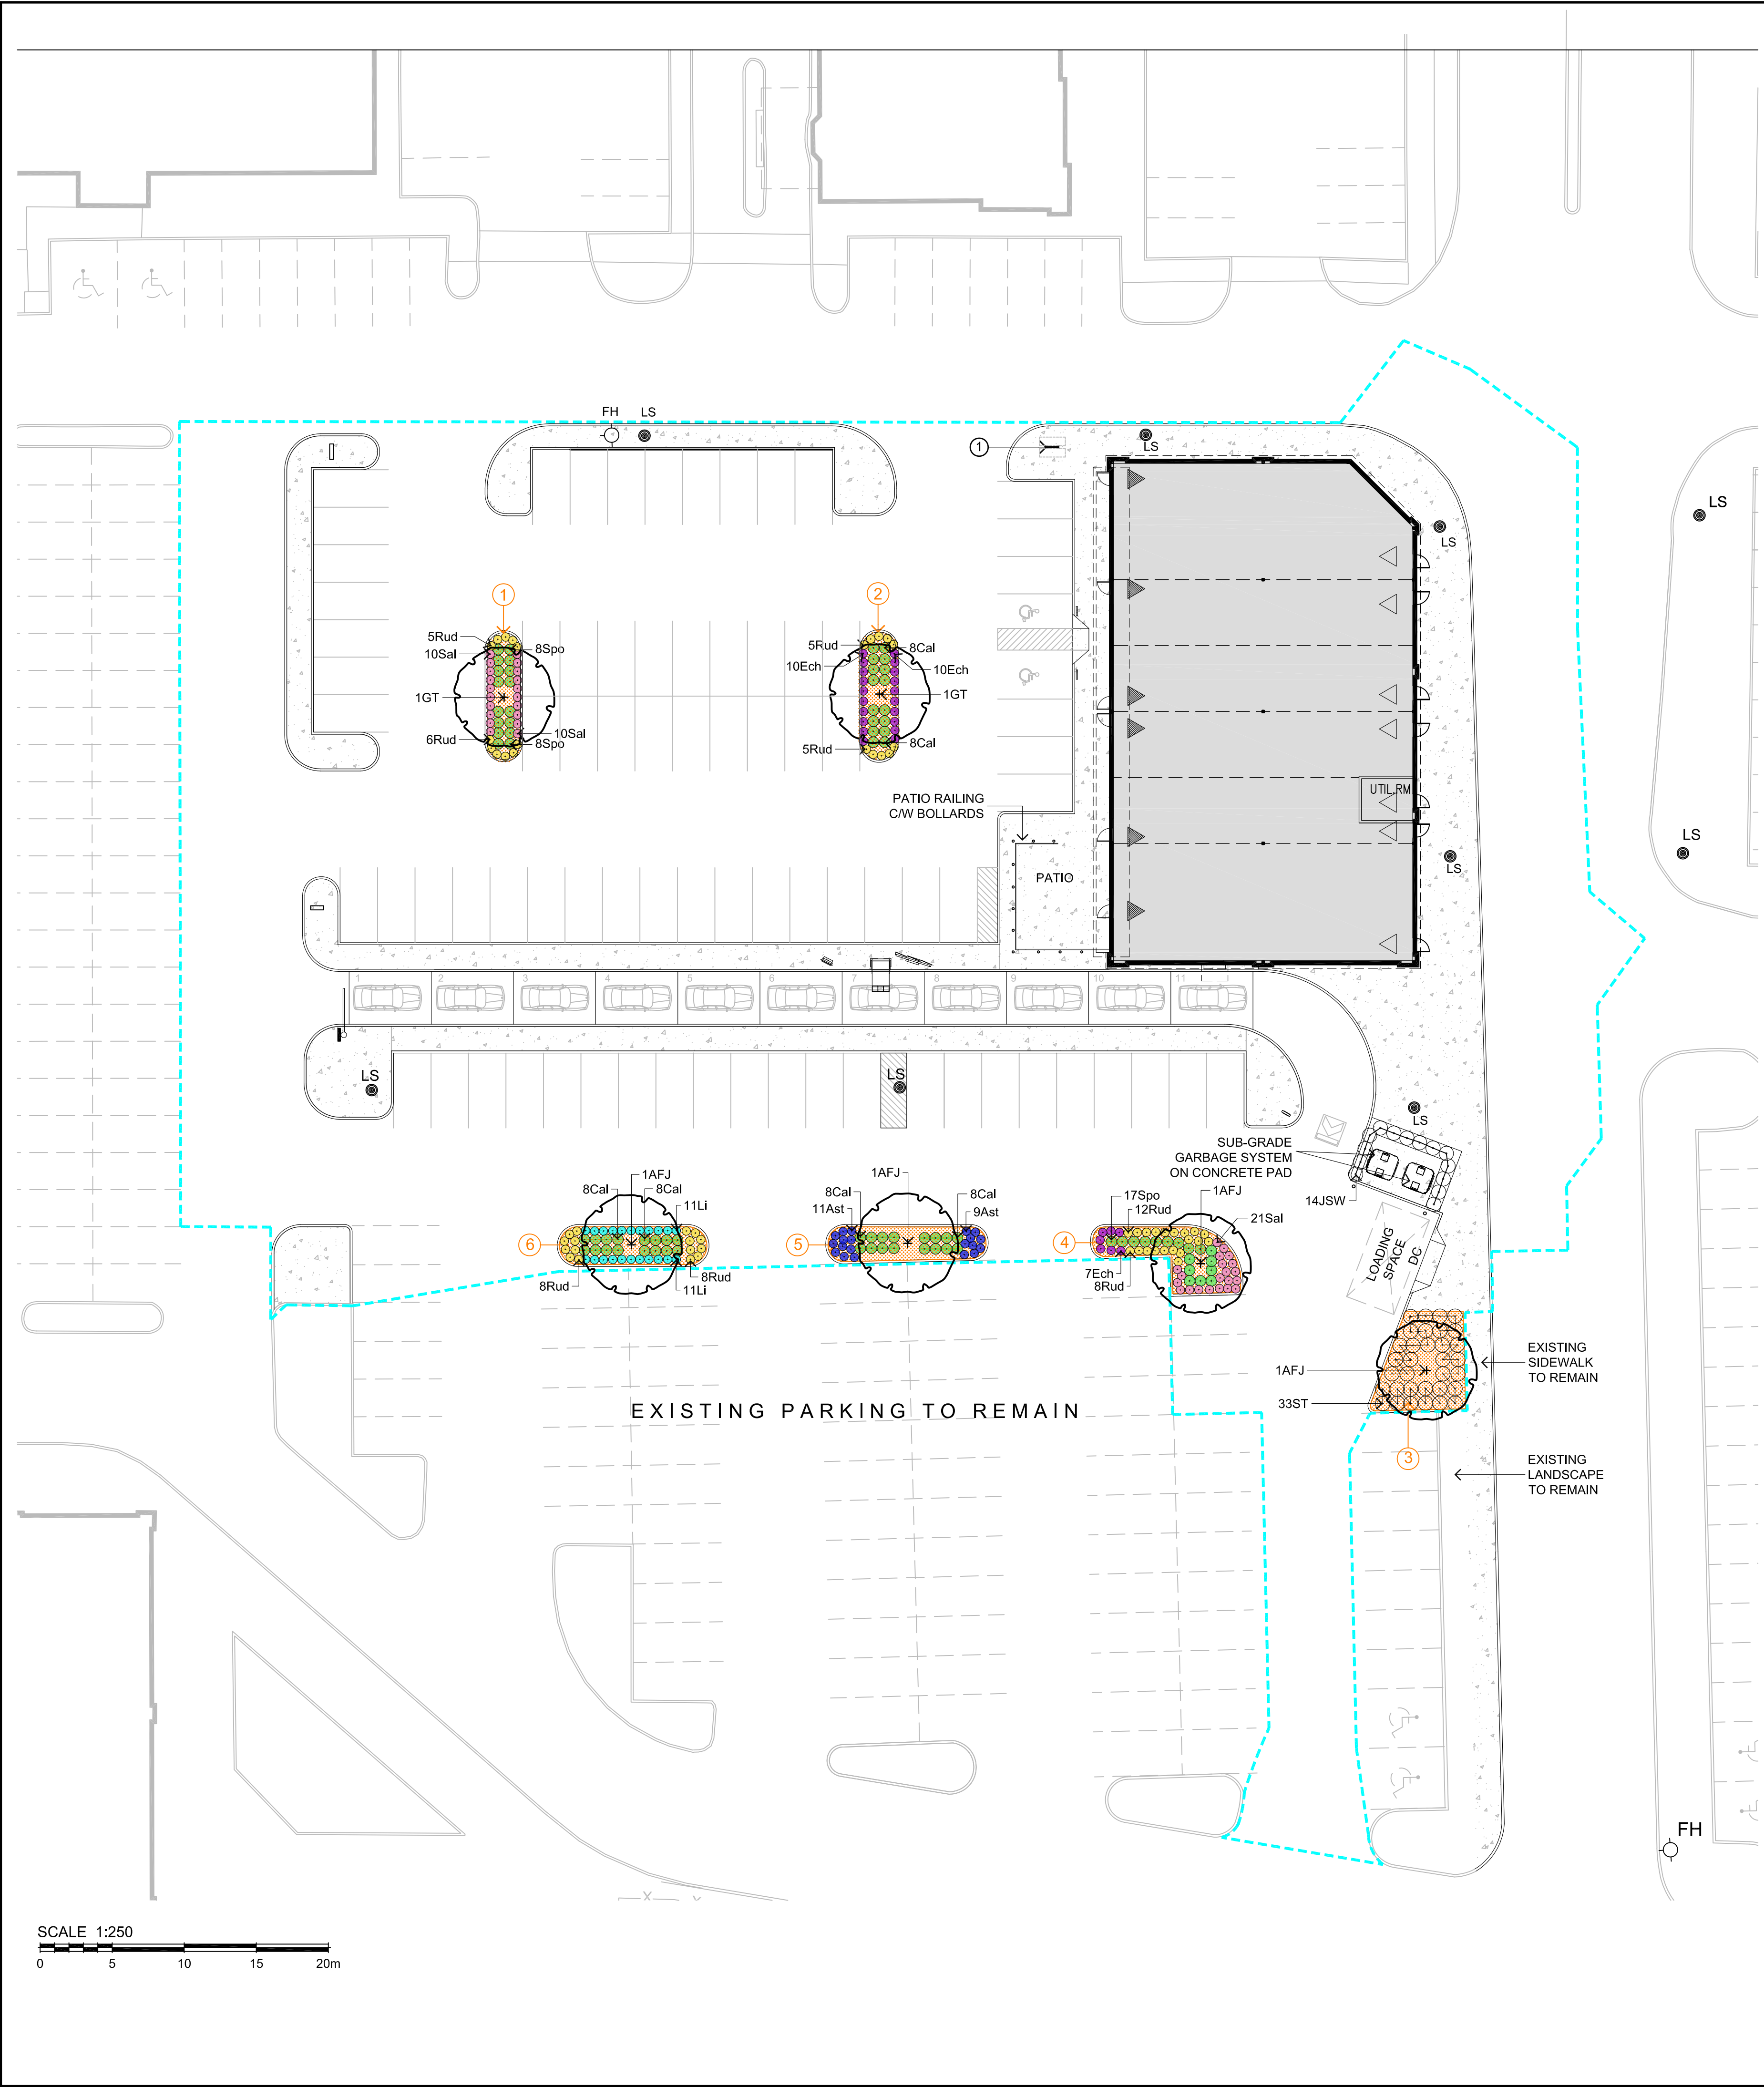 FH
LS
1
LS
LS
LS
1
2
5Rud
8Spo
10Sal
1GT
10Sal
6Rud
8Spo
5Rud
8Cal
10Ech
10Ech
1GT
5Rud
8Cal
LS
LS
PATIO RAILING
C/W BOLLARDS
UTIL.RM
PATIO
LS
1
2
3
4
5
6
7
8
9
10
11
LS
LS
LS
SUB-GRADE
GARBAGE SYSTEM
ON CONCRETE PAD
14JSW
LOADING
SPACE
DC
1AFJ
8Cal
8Cal
11Li
6
8Rud
8Rud
11Li
1AFJ
8Cal
8Cal
11Ast
9Ast
5
17Spo
1AFJ
12Rud
21Sal
4
7Ech
8Rud
1AFJ
33ST
3
EXISTING
SIDEWALK
TO REMAIN
EXISTING PARKING TO REMAIN
EXISTING
LANDSCAPE
TO REMAIN
FH
SCALE 1:250
0 5 10 15 20m